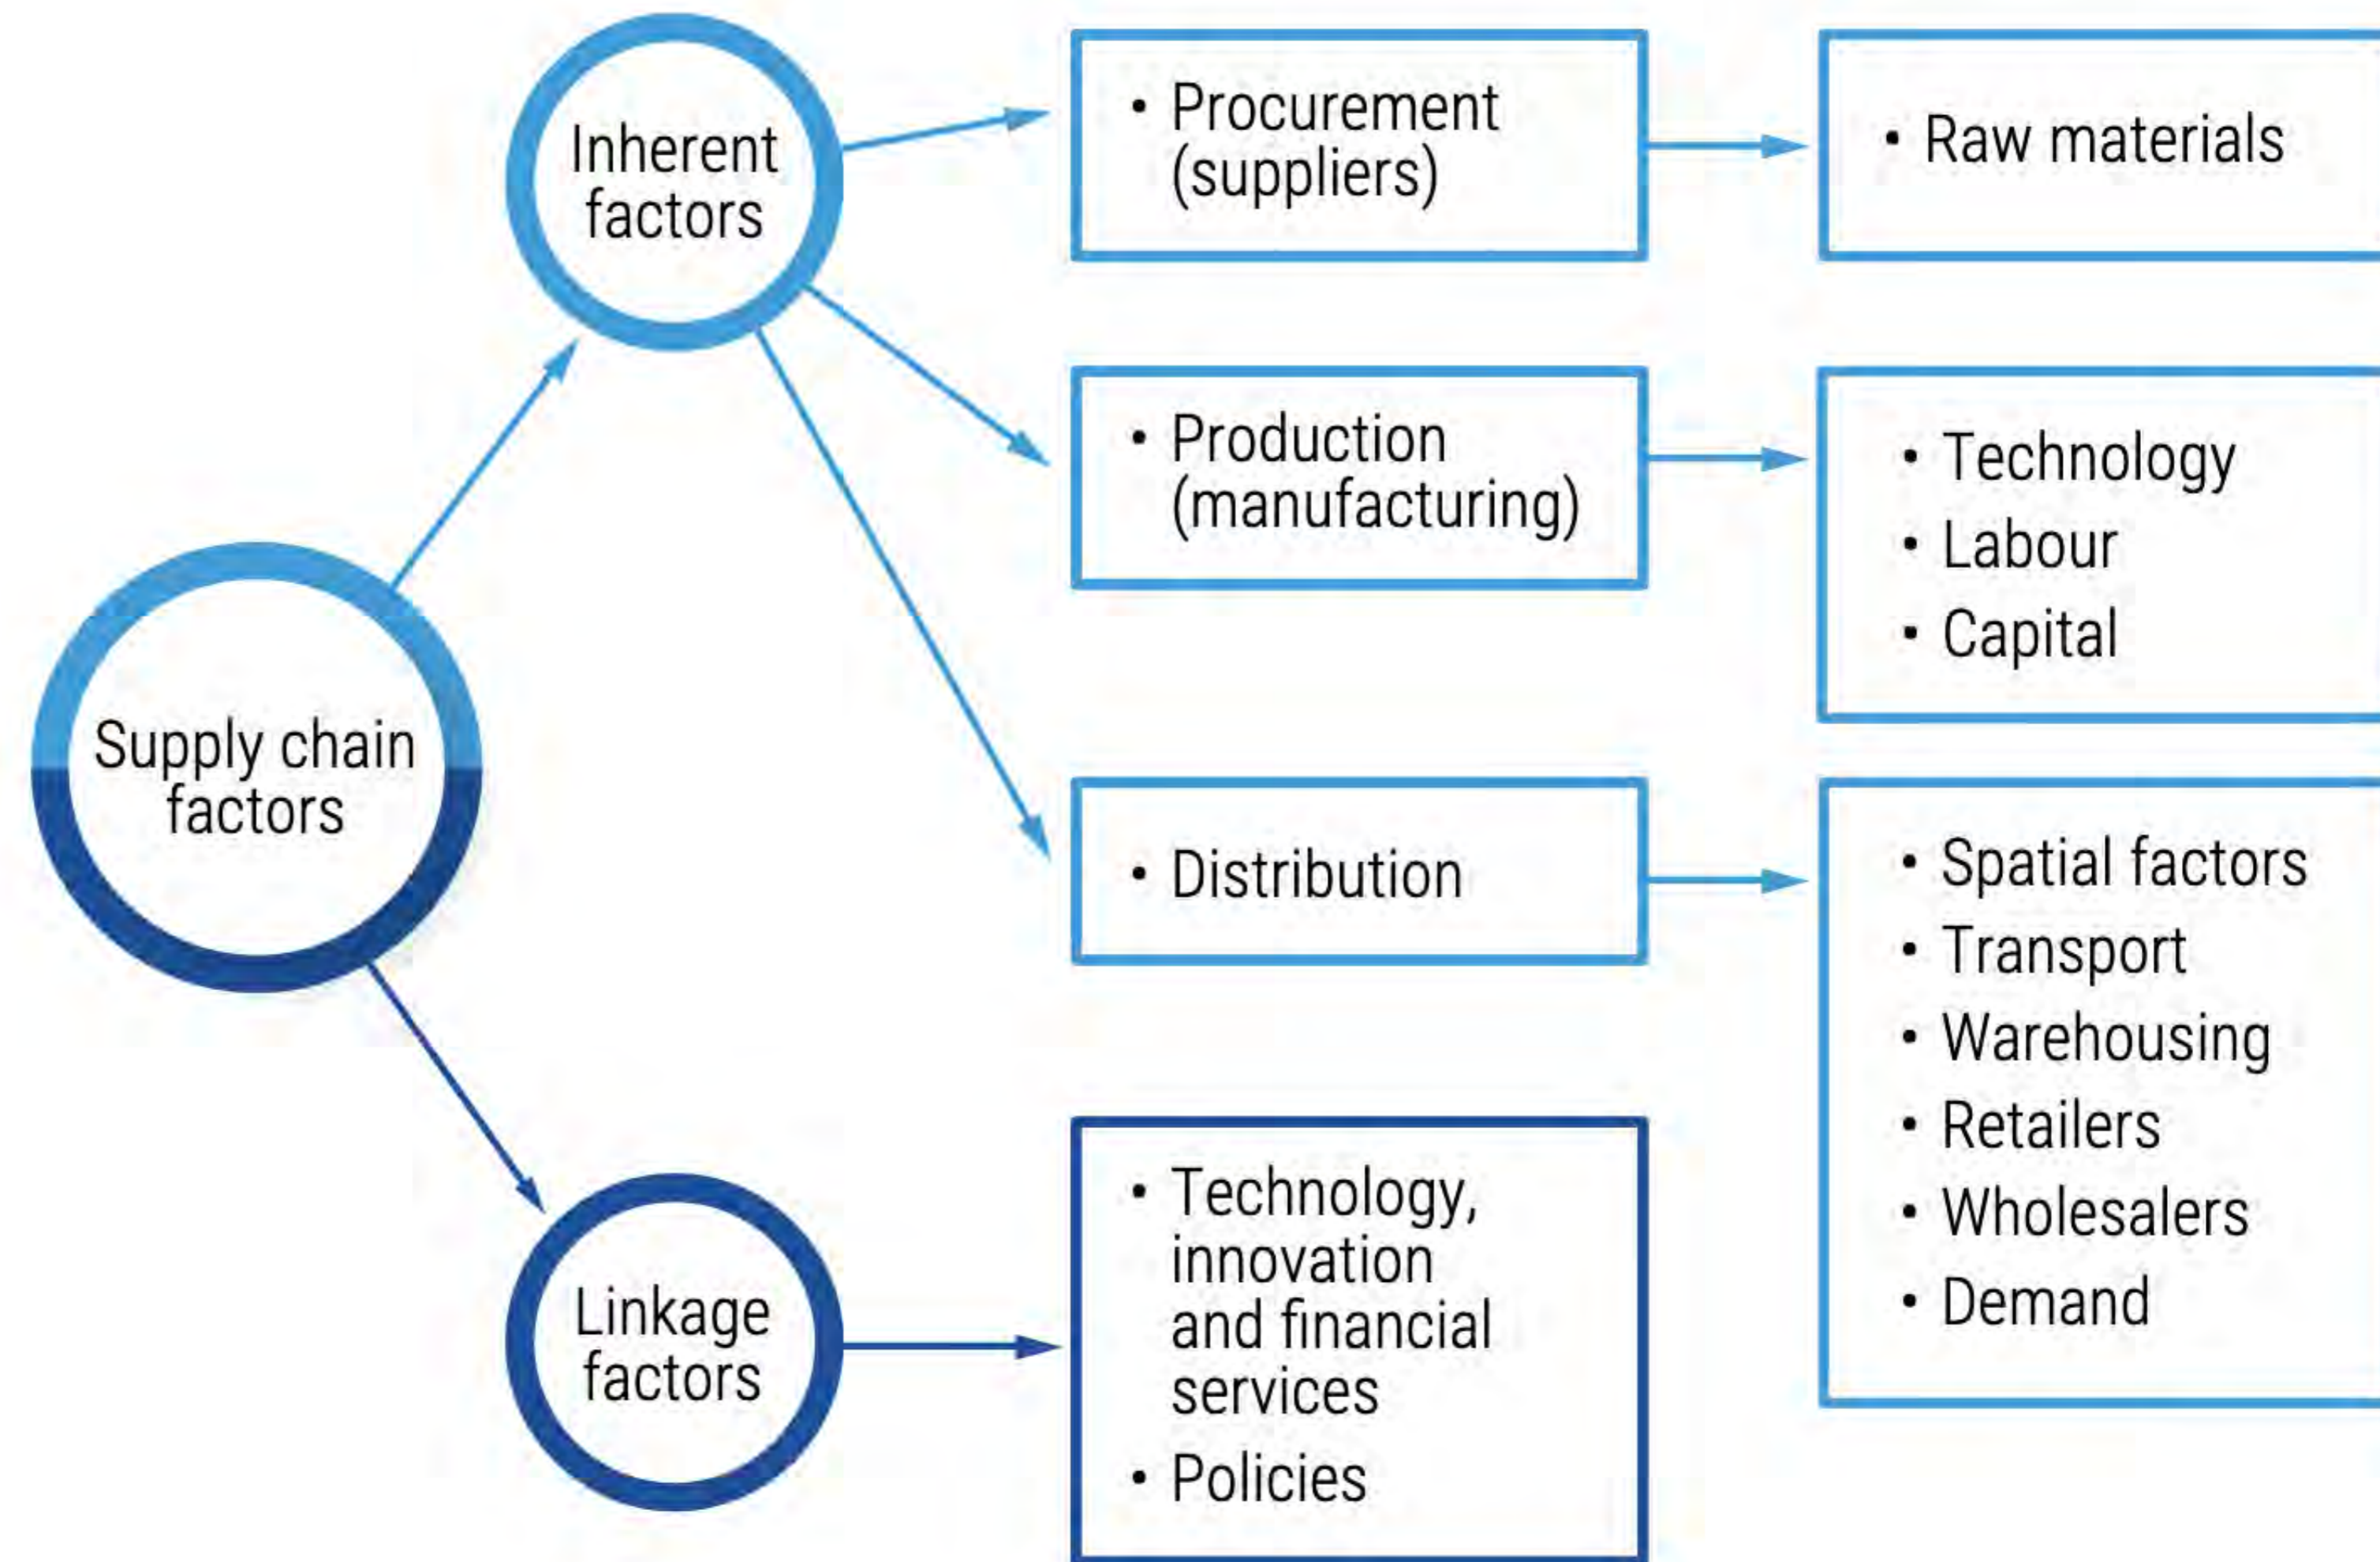 Inherent
factors
• Procurement
(suppliers)
• Raw materials
• Production
(manufacturing)
• Technology
• Labour
• Capital
Supply chain
factors
• Distribution
• Spatial factors
• Transport
• Warehousing
• Retailers
• Wholesalers
• Demand
Linkage
factors
• Technology,
innovation
and financial
services
• Policies